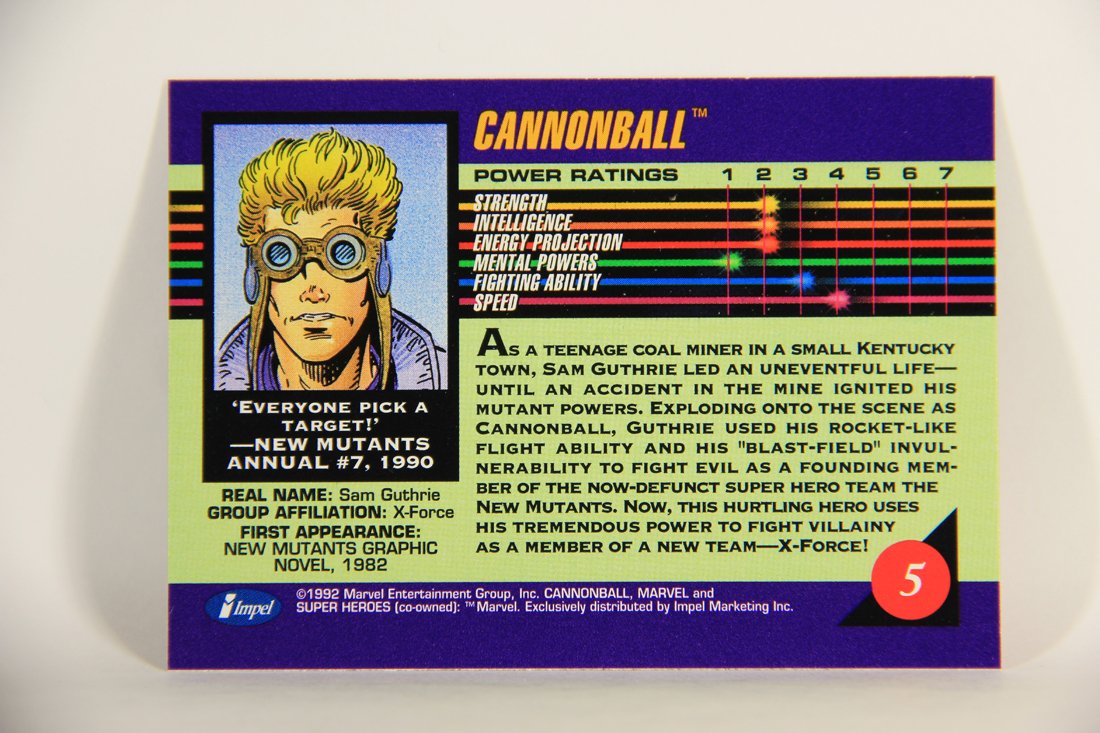 CANNONBALL™
POWER RATINGS 1 2 3 4 5 6 7
STRENGTH
INTELLIGENCE
ENERGY PROJECTION
MENTAL POWERS
FIGHTING ABILITY
SPEED
'EVERYONE PICK A
TARGET!'
—NEW MUTANTS
ANNUAL #7, 1990
REAL NAME: Sam Guthrie
GROUP AFFILIATION: X-Force
FIRST APPEARANCE:
NEW MUTANTS GRAPHIC
NOVEL, 1982
AS A TEENAGE COAL MINER IN A SMALL KENTUCKY
TOWN, SAM GUTHRIE LED AN UNEVENTFUL LIFE—
UNTIL AN ACCIDENT IN THE MINE IGNITED HIS
MUTANT POWERS. EXPLODING ONTO THE SCENE AS
CANNONBALL, GUTHRIE USED HIS ROCKET-LIKE
FLIGHT ABILITY AND HIS "BLAST-FIELD" INVUL-
NERABILITY TO FIGHT EVIL AS A FOUNDING MEM-
BER OF THE NOW-DEFUNCT SUPER HERO TEAM THE
NEW MUTANTS. NOW, THIS HURTLING HERO USES
HIS TREMENDOUS POWER TO FIGHT VILLAINY
AS A MEMBER OF A NEW TEAM—X-FORCE!
5
Impel
©1992 Marvel Entertainment Group, Inc. CANNONBALL, MARVEL and
SUPER HEROES (co-owned): ™Marvel. Exclusively distributed by Impel Marketing Inc.